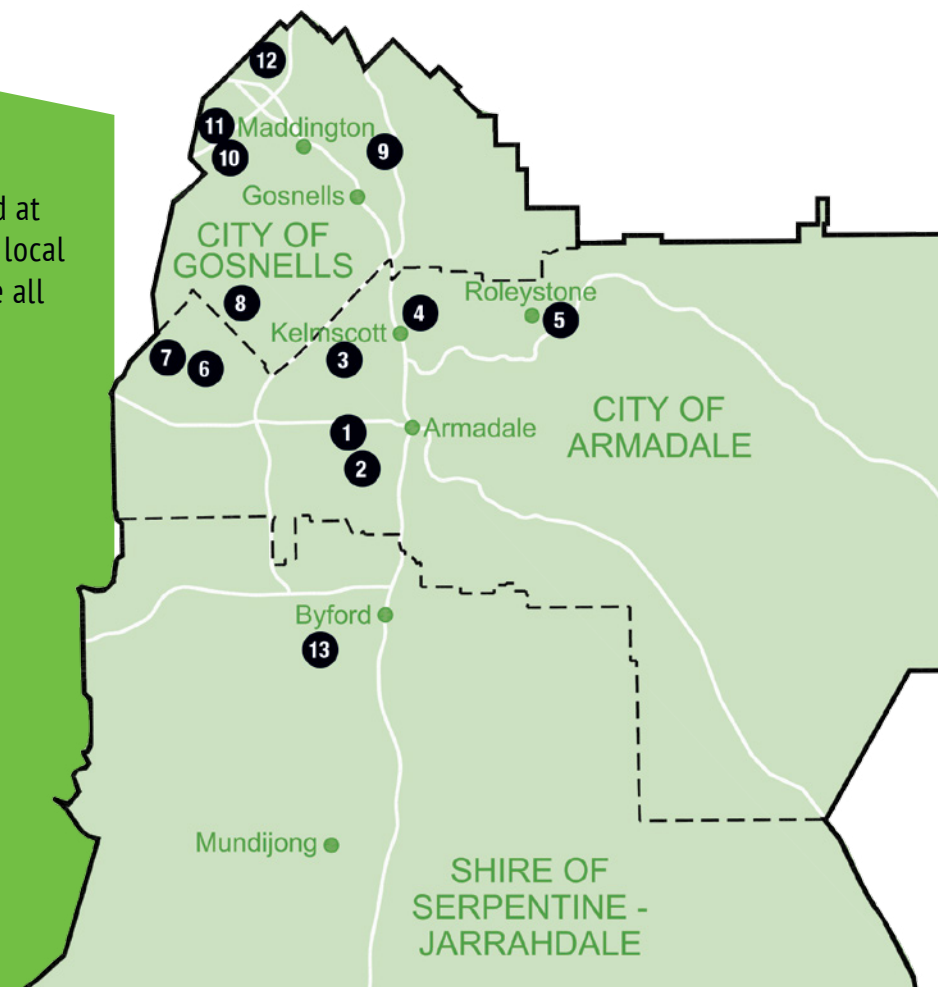 d at
local
e all
12
11
Maddington
10
9
Gosnells
CITY OF
GOSNELLS
8
Roleystone
4
5
Kelmscott
7
6
3
CITY OF
ARMADALE
1
Armadale
2
Byford
13
Mundijong
SHIRE OF
SERPENTINE -
JARRAHDALE